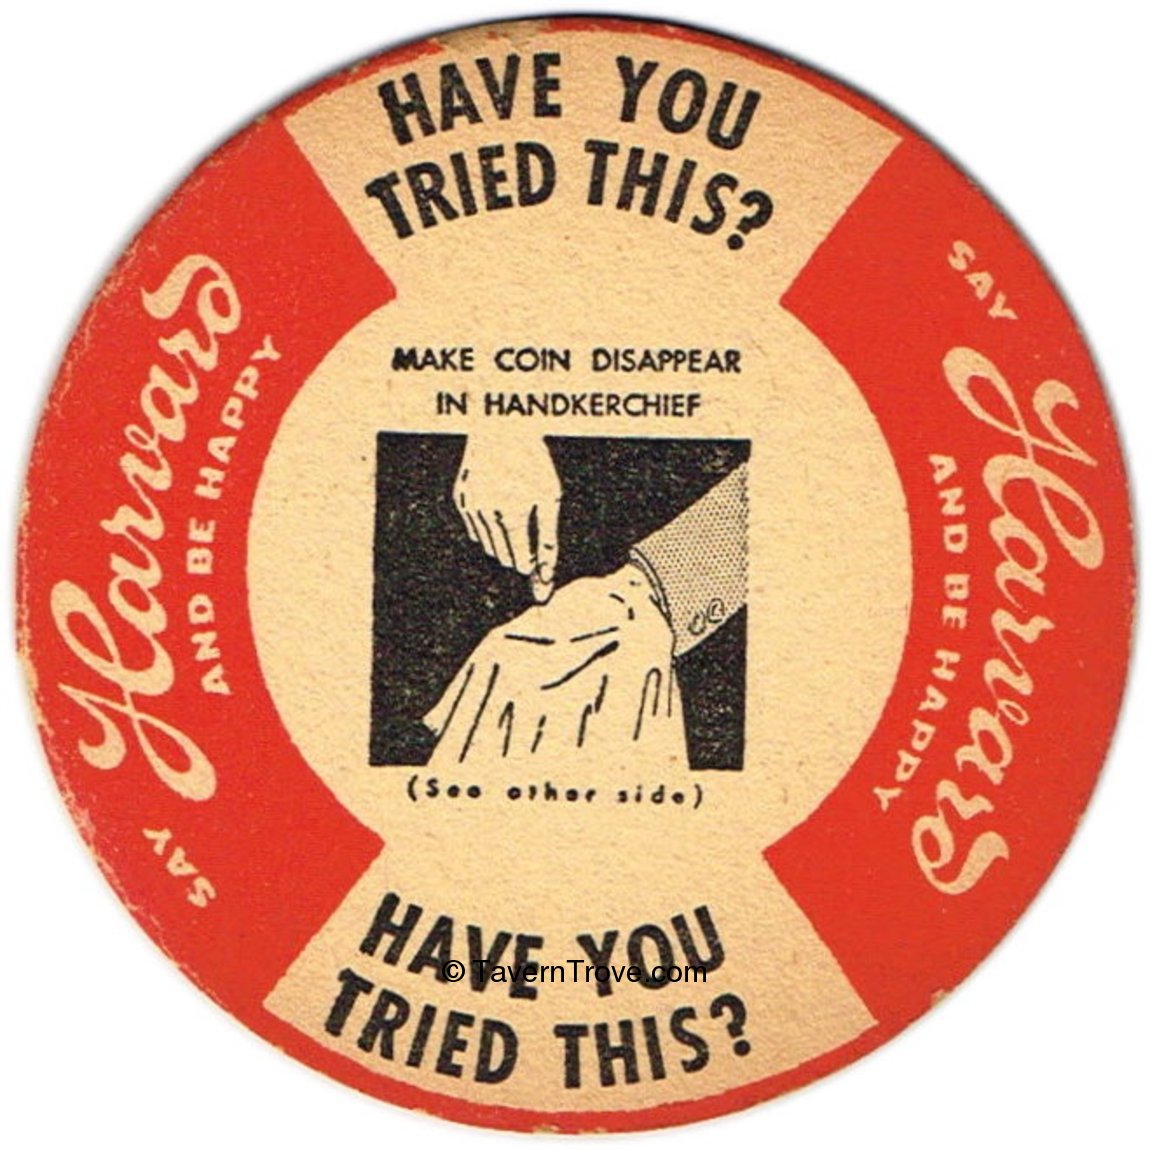 HAVE YOU
TRIED THIS?
SAY Harvard
AND BE HAPPY
MAKE COIN DISAPPEAR
IN HANDKERCHIEF
(See other side)
SAY Harvard
AND BE HAPPY
HAVE YOU
© TavernTrove.com
TRIED THIS?